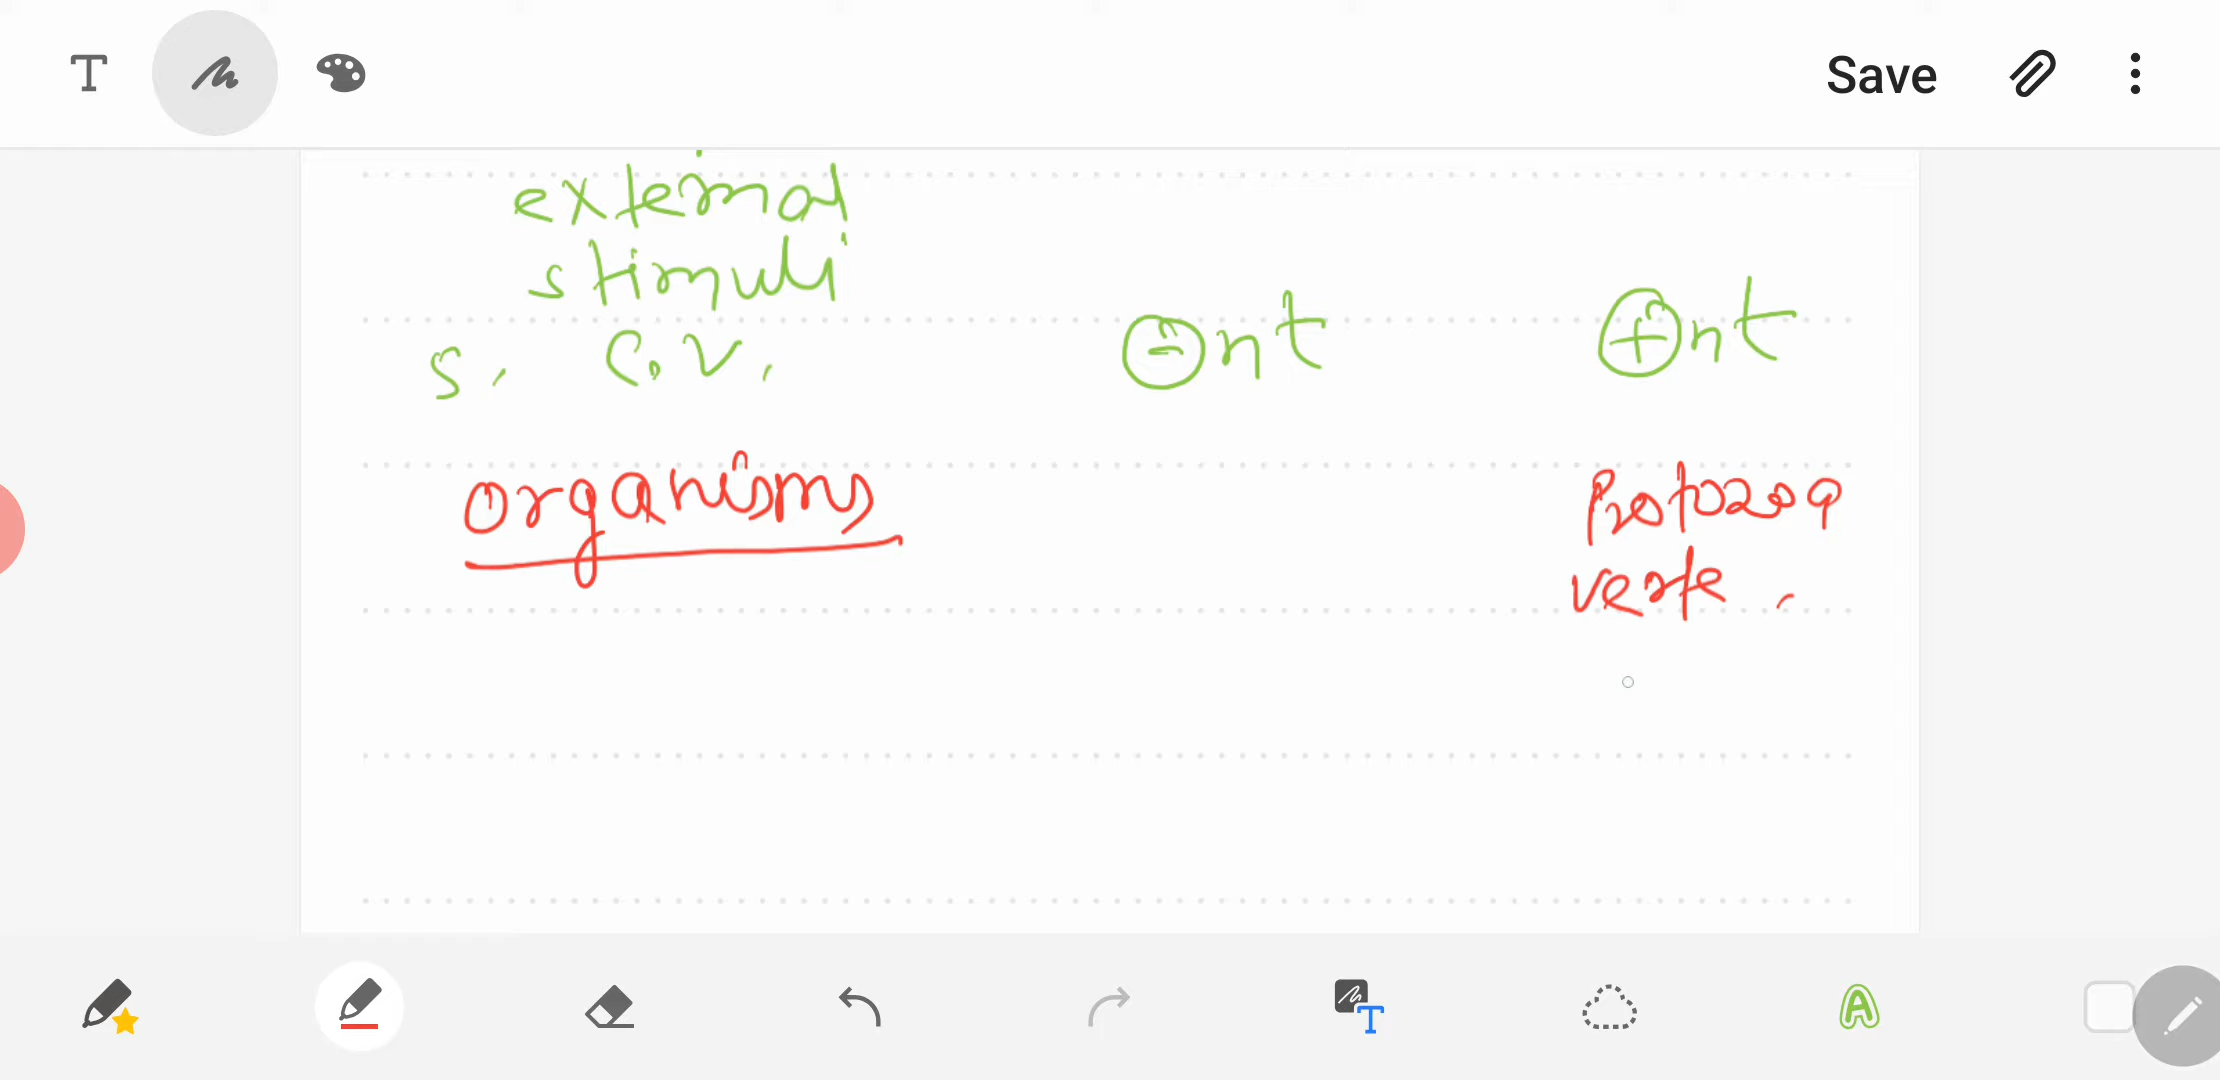 Save
external
stimuli
s. C.V. ⊖nt ⊕nt
organisms Protozoa
verte.